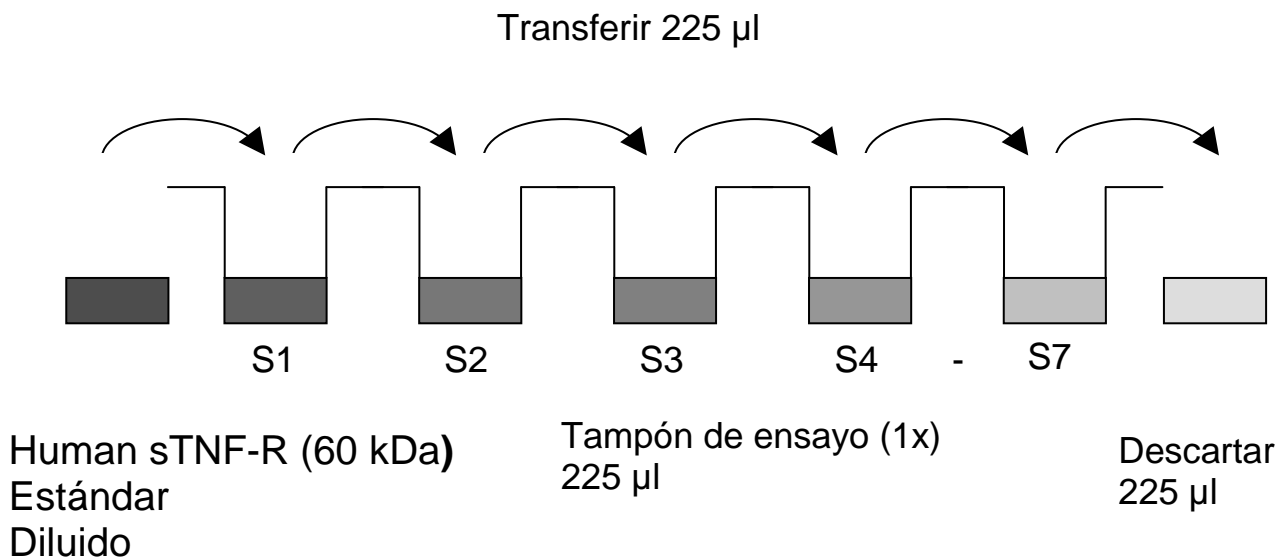 Transferir 225 µl
S1 S2 S3 S4 - S7
Human sTNF-R (60 kDa)
Estándar
Diluido
Tampón de ensayo (1x)
225 µl
Descartar
225 µl